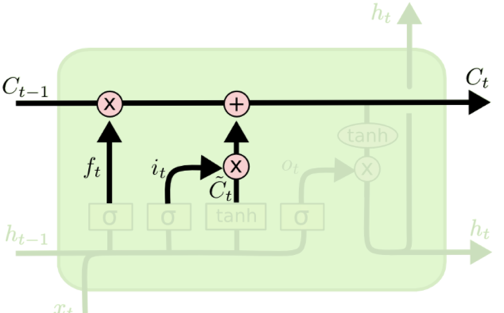 h_t
C_{t-1}
×
+
C_t
tanh
f_t
i_t
×
o_t
×
C̃_t
σ
σ
tanh
σ
h_{t-1}
h_t
x_t